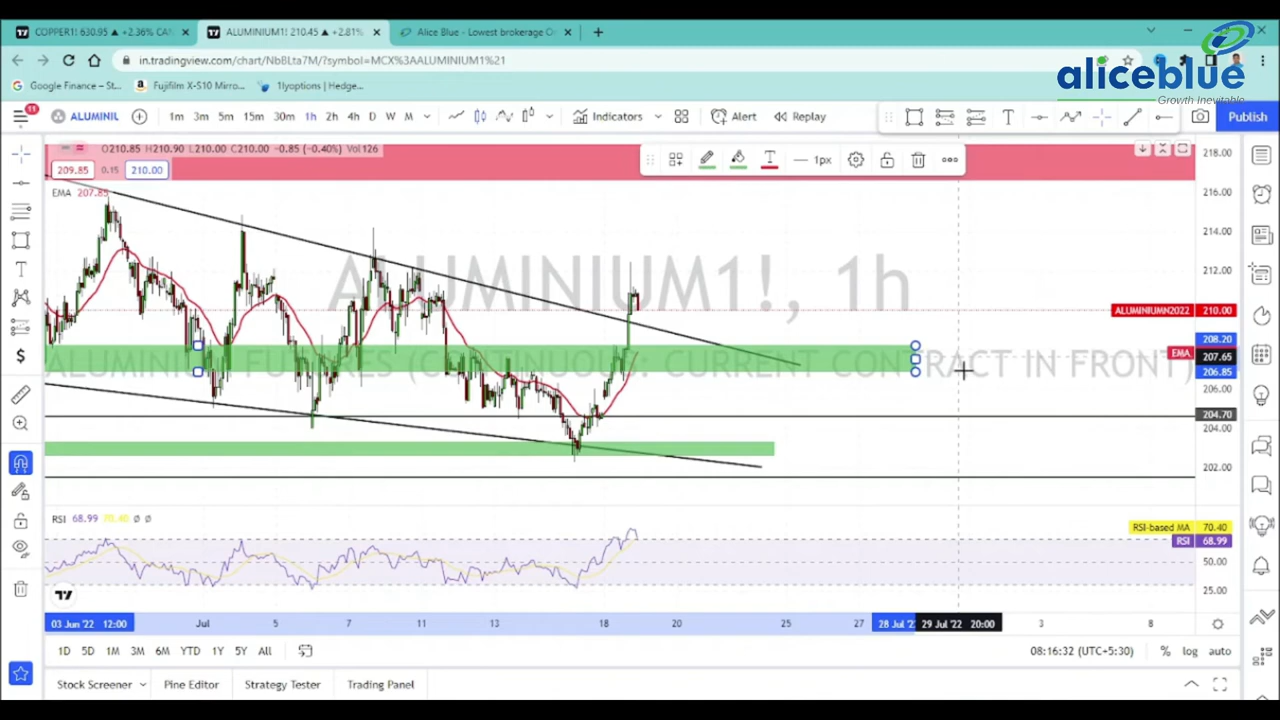 COPPER1! 630.95 ▲ +2.36% CAN
ALUMINIUM1! 210.45 ▲ +2.81%
Alice Blue - Lowest brokerage O
in.tradingview.com/chart/NbBLta7M/?symbol=MCX%3AALUMINIUM1%21
aliceblue
Growth Inevitable
Google Finance – St...
Fujifilm X-S10 Mirro...
1lyoptions | Hedge...
11
ALUMINIU
1m 3m 5m 15m 30m 1h 2h 4h D W M
Indicators
Alert
Replay
Publish
O210.85 H210.90 L210.00 C210.00 -0.85 (-0.40%) Vol126
209.85 0.15 210.00
1px
EMA 207.85
ALUMINIUM1!, 1h
ALUMINIUM FUTURES (CONTINUOUS: CURRENT CONTRACT IN FRONT)
218.00
216.00
214.00
212.00
ALUMINIUMN2022 210.00
208.20
EMA 207.65
206.85
206.00
204.70
204.00
202.00
RSI 68.99 70.40 Ø Ø
RSI-based MA 70.40
RSI 68.99
50.00
25.00
03 Jun '22 12:00 Jul 5 7 11 13 18 20 25 27 28 Jul '2 29 Jul '22 20:00 3 8
1D 5D 1M 3M 6M YTD 1Y 5Y All
08:16:32 (UTC+5:30) % log auto
Stock Screener Pine Editor Strategy Tester Trading Panel